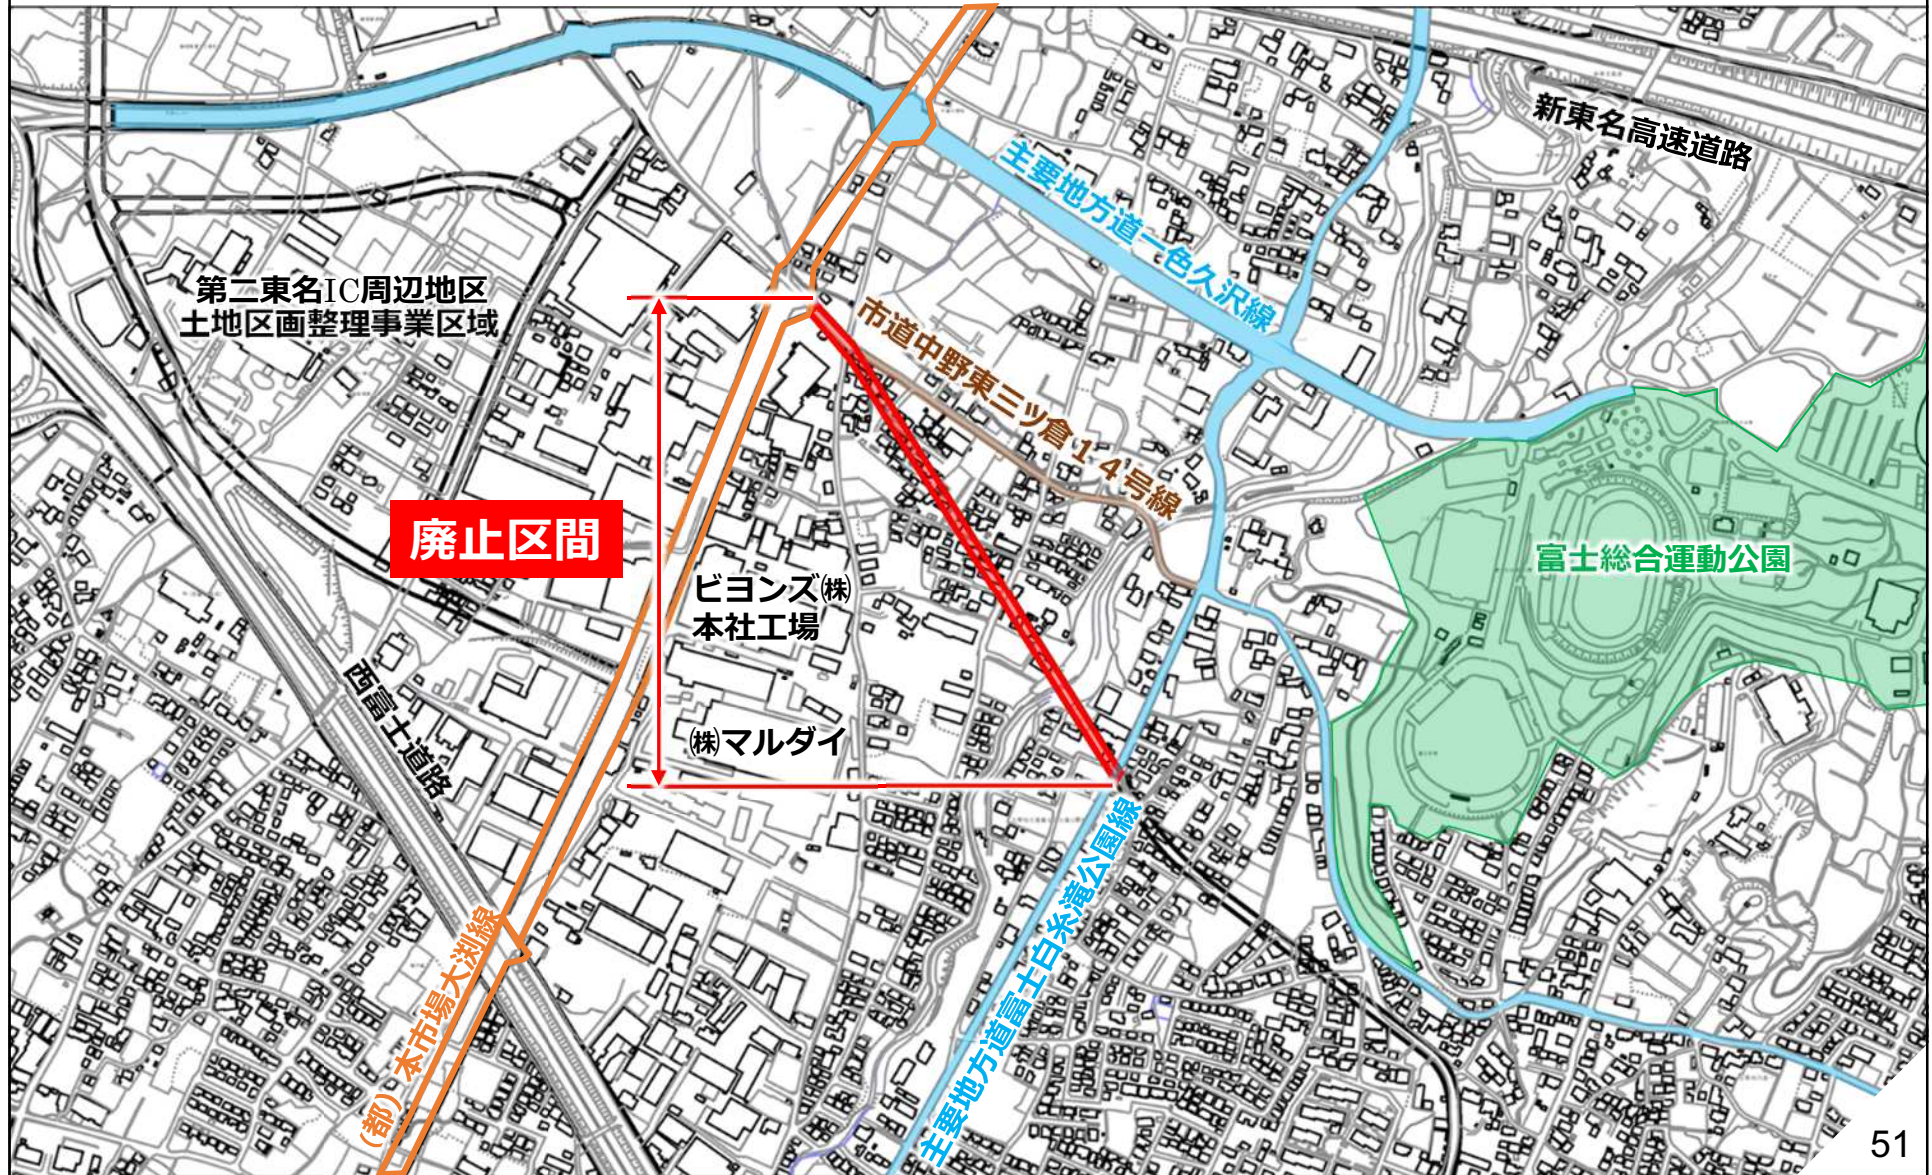 新東名高速道路
主要地方道一色久沢線
第二東名IC周辺地区
土地区画整理事業区域
市道中野東三ツ倉14号線
廃止区間
富士総合運動公園
ビヨンズ㈱
本社工場
㈱マルダイ
西富士道路
(都)本市場大渕線
主要地方道富士白糸滝公園線
51